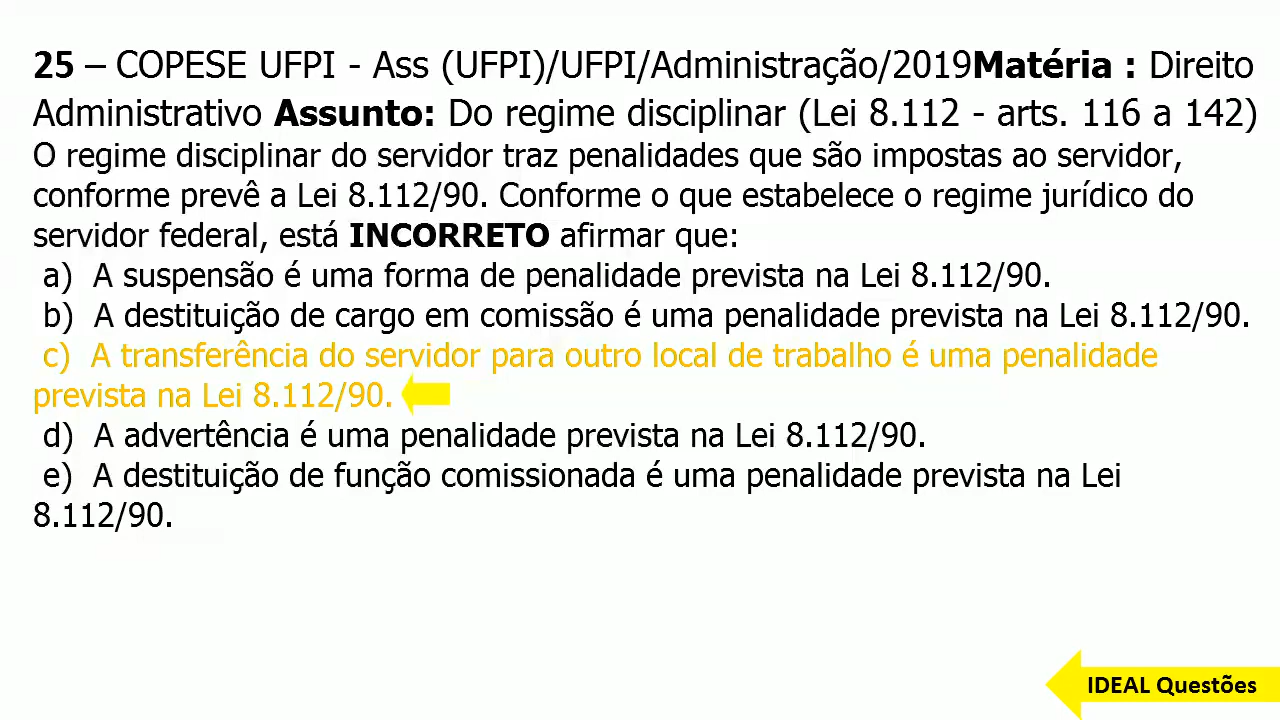 25 – COPESE UFPI - Ass (UFPI)/UFPI/Administração/2019Matéria : Direito
Administrativo Assunto: Do regime disciplinar (Lei 8.112 - arts. 116 a 142)
O regime disciplinar do servidor traz penalidades que são impostas ao servidor,
conforme prevê a Lei 8.112/90. Conforme o que estabelece o regime jurídico do
servidor federal, está INCORRETO afirmar que:
a) A suspensão é uma forma de penalidade prevista na Lei 8.112/90.
b) A destituição de cargo em comissão é uma penalidade prevista na Lei 8.112/90.
c) A transferência do servidor para outro local de trabalho é uma penalidade
prevista na Lei 8.112/90.
d) A advertência é uma penalidade prevista na Lei 8.112/90.
e) A destituição de função comissionada é uma penalidade prevista na Lei
8.112/90.
IDEAL Questões